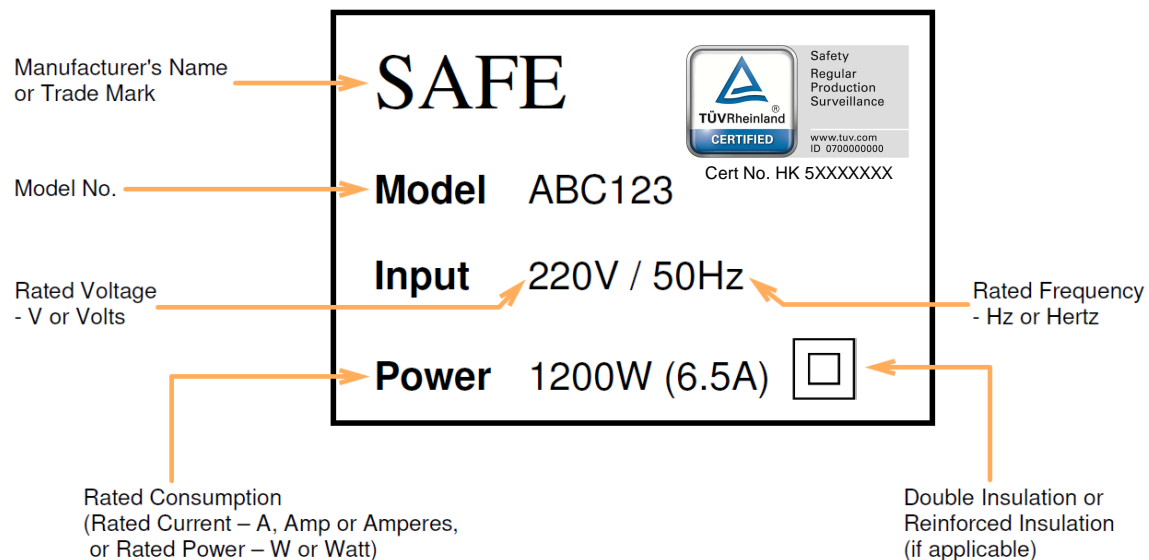 Manufacturer's Name
or Trade Mark
SAFE
TÜVRheinland®
CERTIFIED
Safety
Regular
Production
Surveillance
www.tuv.com
ID 0700000000
Cert No. HK 5XXXXXXX
Model No.
Model ABC123
Rated Voltage
- V or Volts
Input 220V / 50Hz
Rated Frequency
- Hz or Hertz
Power 1200W (6.5A)
Rated Consumption
(Rated Current – A, Amp or Amperes,
or Rated Power – W or Watt)
Double Insulation or
Reinforced Insulation
(if applicable)